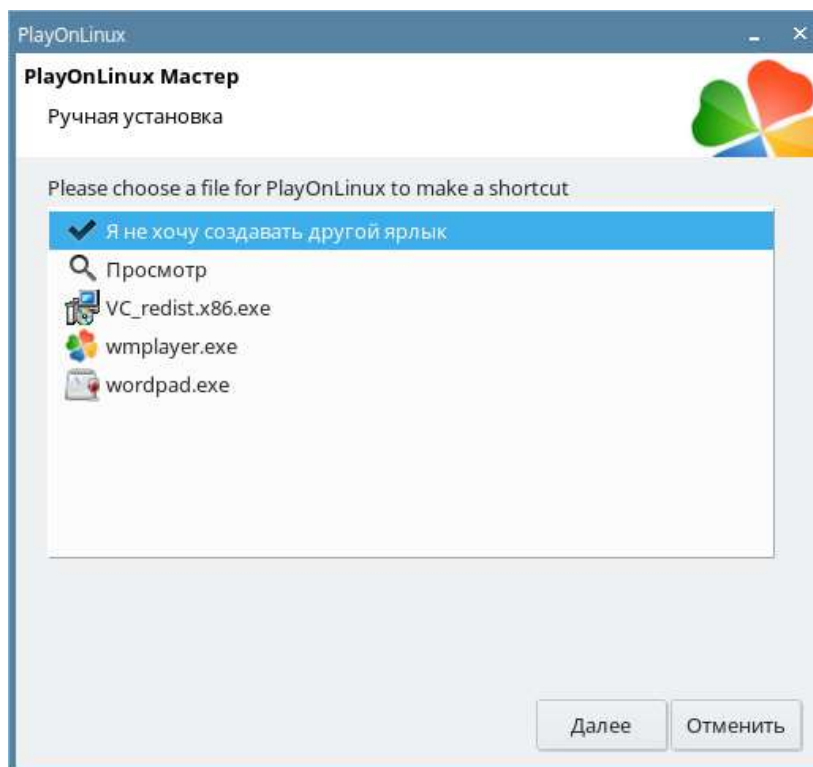 PlayOnLinux
PlayOnLinux Мастер
Ручная установка
Please choose a file for PlayOnLinux to make a shortcut
Я не хочу создавать другой ярлык
Просмотр
VC_redist.x86.exe
wmplayer.exe
wordpad.exe
Далее
Отменить